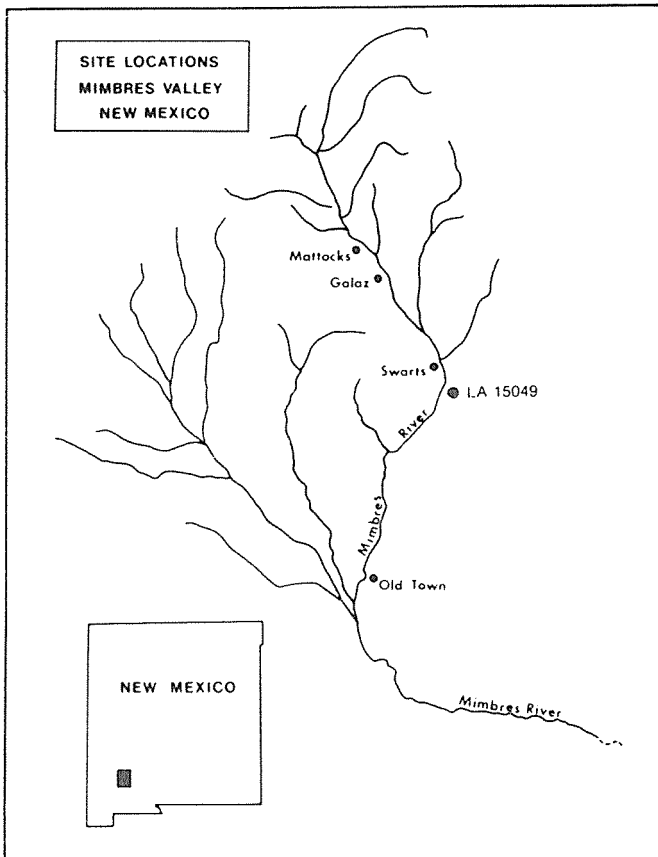 SITE LOCATIONS
MIMBRES VALLEY
NEW MEXICO
Mattocks
Galaz
Swarts
LA 15049
River
Mimbres
Old Town
NEW MEXICO
Mimbres River